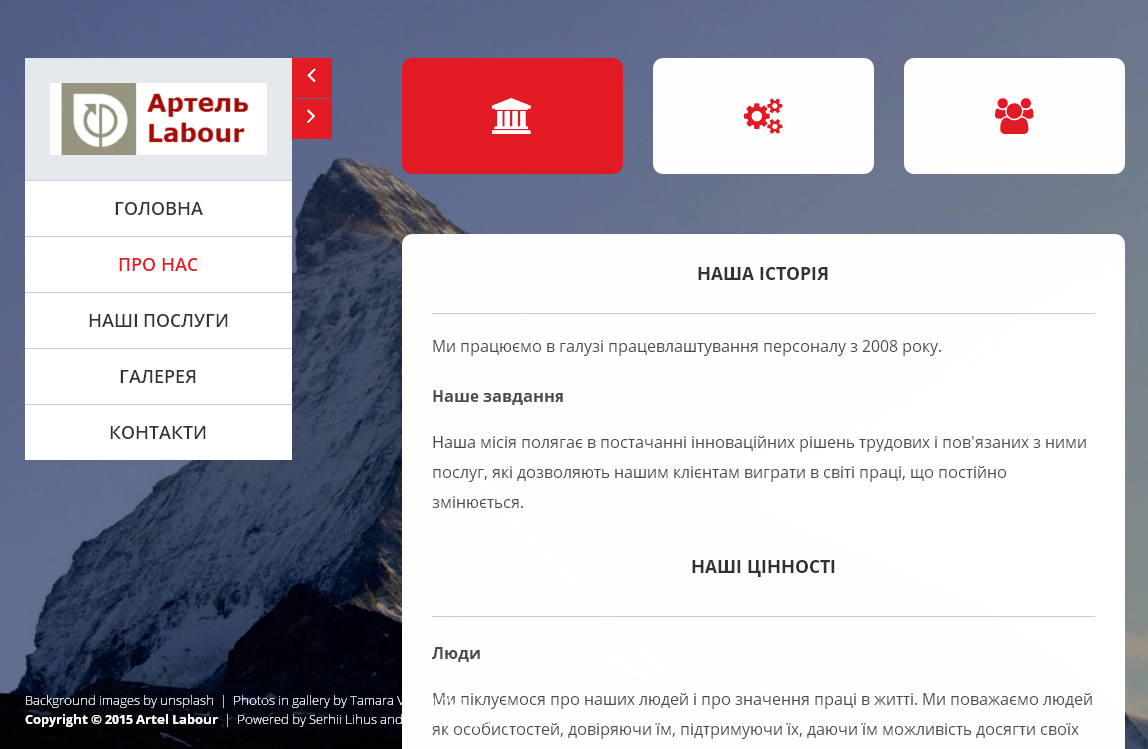 Артель
Labour
ГОЛОВНА
ПРО НАС
НАШІ ПОСЛУГИ
ГАЛЕРЕЯ
КОНТАКТИ
НАША ІСТОРІЯ
Ми працюємо в галузі працевлаштування персоналу з 2008 року.
Наше завдання
Наша місія полягає в постачанні інноваційних рішень трудових і пов'язаних з ними
послуг, які дозволяють нашим клієнтам виграти в світі праці, що постійно
змінюється.
НАШІ ЦІННОСТІ
Люди
Ми піклуємося про наших людей і про значення праці в житті. Ми поважаємо людей
як особистостей, довіряючи їм, підтримуючи їх, даючи їм можливість досягти своїх
Background images by unsplash | Photos in gallery by Tamara
Copyright © 2015 Artel Labour | Powered by Serhii Lihus and